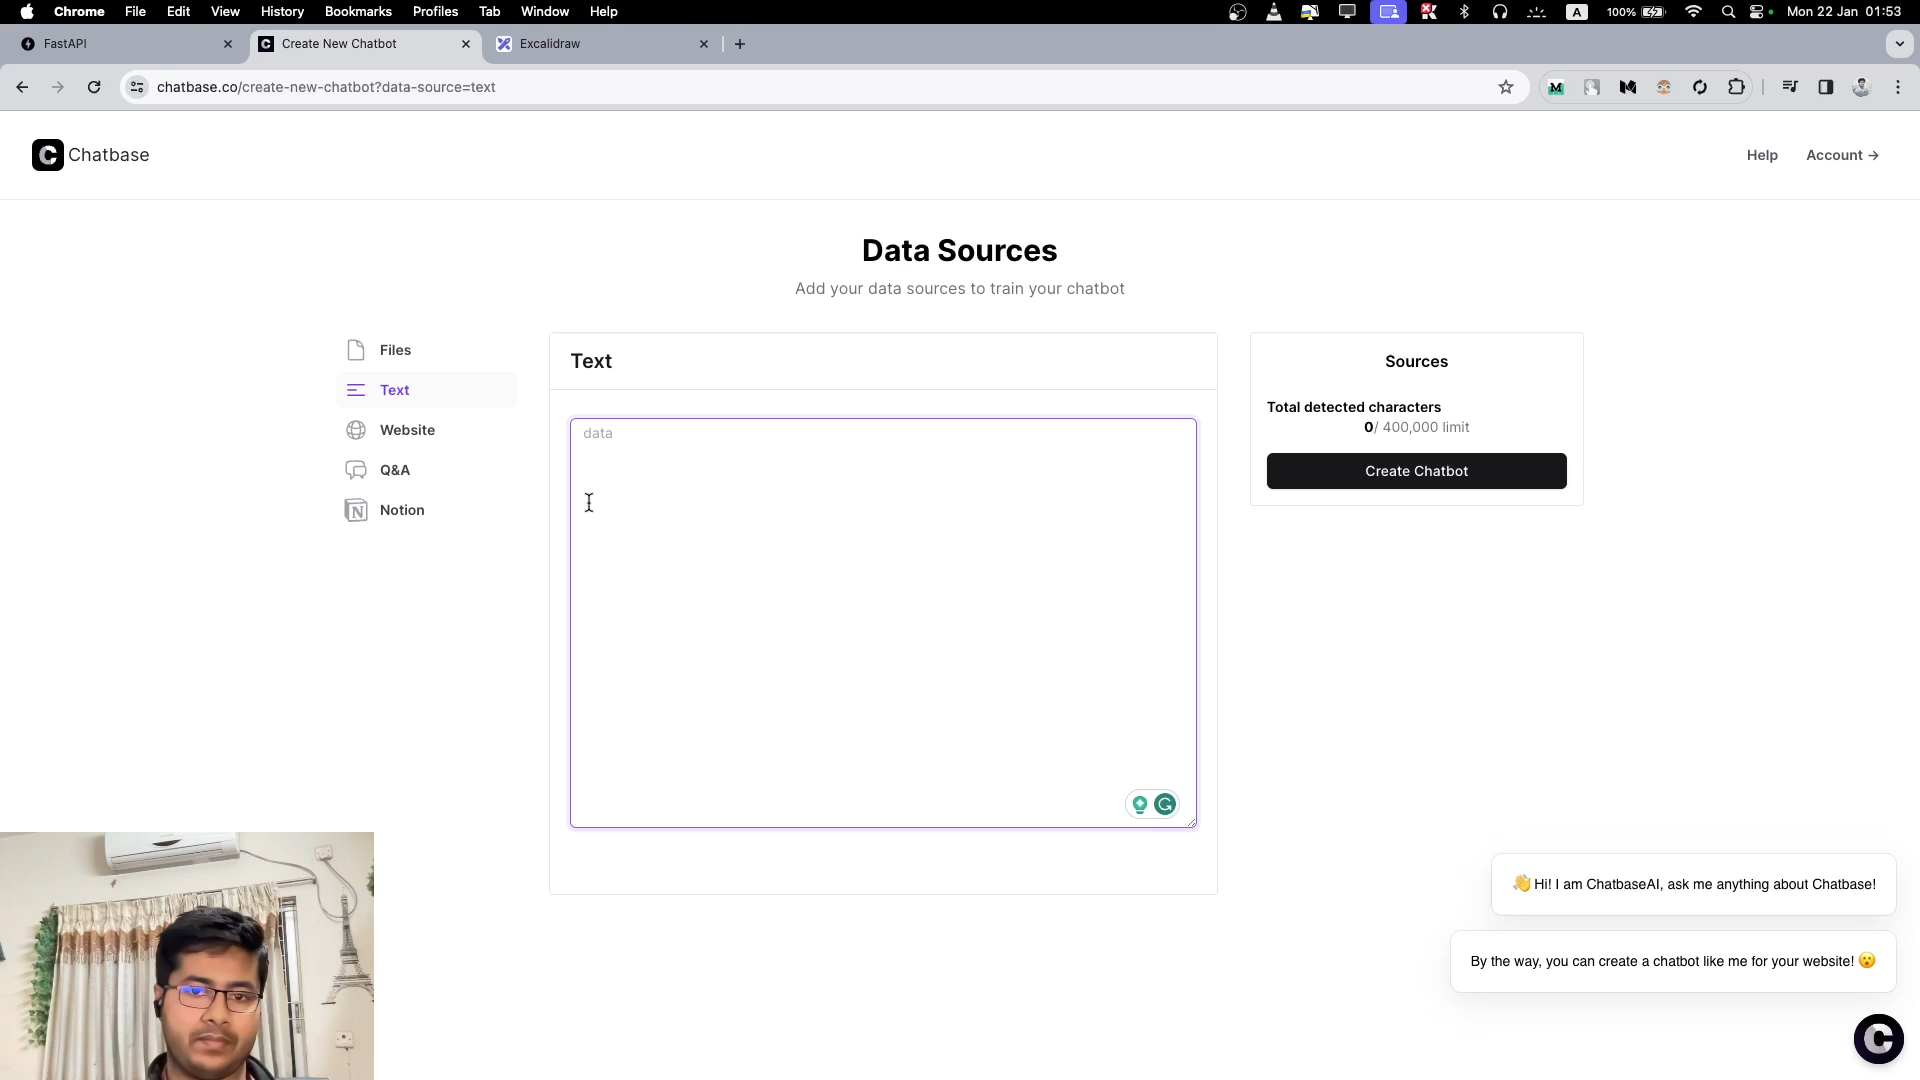 Chrome File Edit View History Bookmarks Profiles Tab Window Help A 100% Mon 22 Jan 01:53
FastAPI
Create New Chatbot
Excalidraw
chatbase.co/create-new-chatbot?data-source=text
Chatbase
Help
Account →
Data Sources
Add your data sources to train your chatbot
Files
Text
Website
Q&A
Notion
Text
data
Sources
Total detected characters
0/ 400,000 limit
Create Chatbot
👋 Hi! I am ChatbaseAI, ask me anything about Chatbase!
By the way, you can create a chatbot like me for your website! 😮